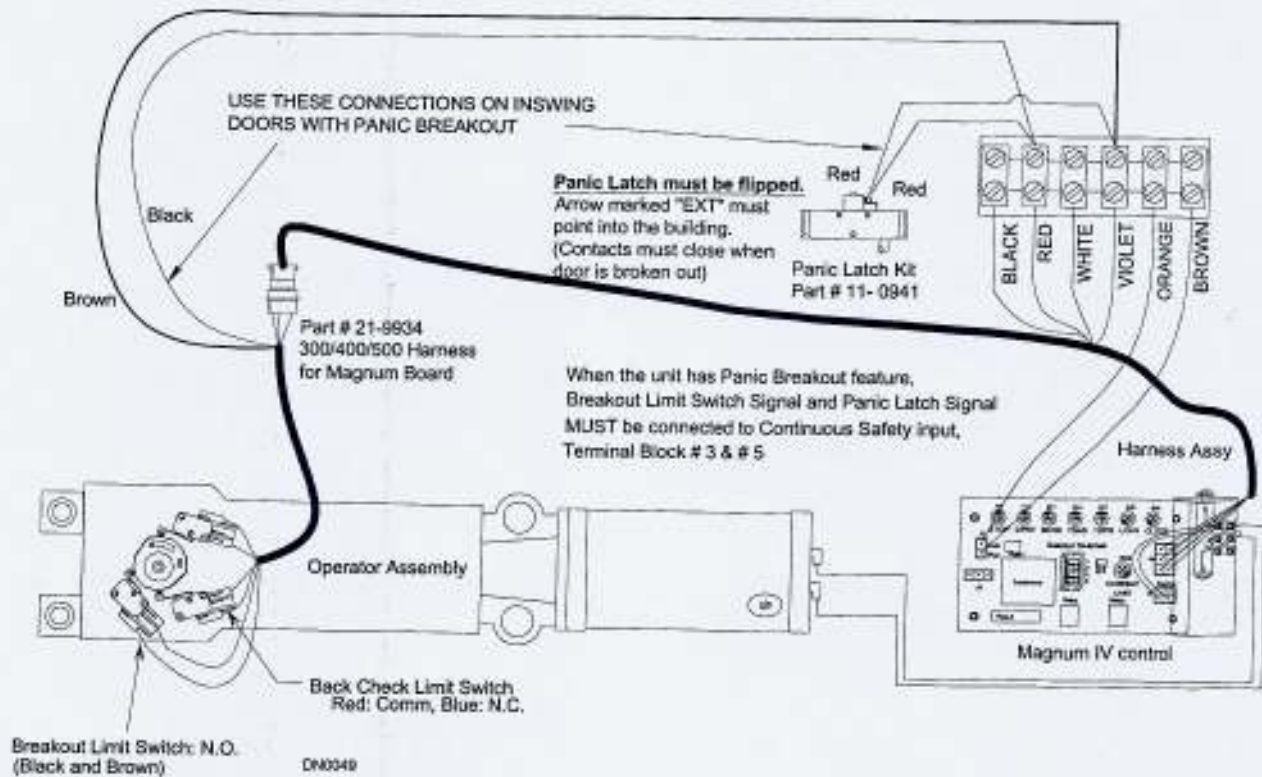 USE THESE CONNECTIONS ON INSWING
DOORS WITH PANIC BREAKOUT
Black
Brown
Part # 21-9934
300/400/500 Harness
for Magnum Board
Panic Latch must be flipped.
Arrow marked "EXT" must
point into the building.
(Contacts must close when
door is broken out)
Red
Red
Panic Latch Kit
Part # 11- 0941
BLACK
RED
WHITE
VIOLET
ORANGE
BROWN
When the unit has Panic Breakout feature,
Breakout Limit Switch Signal and Panic Latch Signal
MUST be connected to Continuous Safety input,
Terminal Block # 3 & # 5
Harness Assy
Operator Assembly
Magnum IV control
Back Check Limit Switch
Red: Comm, Blue: N.C.
Breakout Limit Switch: N.O.
(Black and Brown)
DN0049